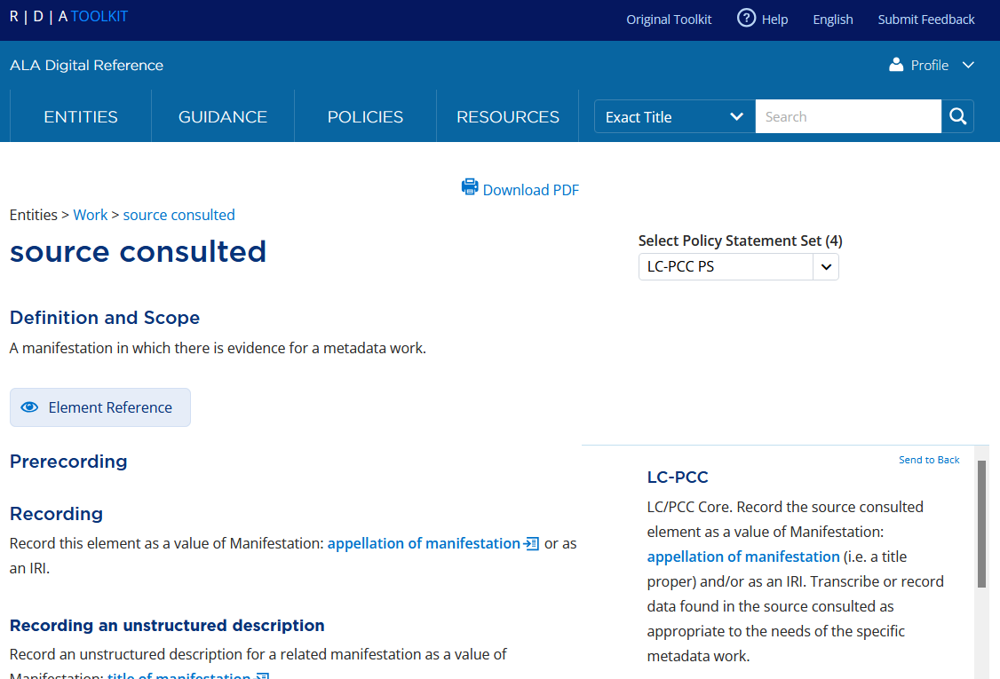 R | D | A TOOLKIT
Original Toolkit
? Help
English
Submit Feedback
ALA Digital Reference
Profile
ENTITIES
GUIDANCE
POLICIES
RESOURCES
Exact Title
Search
Download PDF
Entities > Work > source consulted
source consulted
Select Policy Statement Set (4)
LC-PCC PS
Definition and Scope
A manifestation in which there is evidence for a metadata work.
Element Reference
Prerecording
Recording
Record this element as a value of Manifestation: appellation of manifestation or as
an IRI.
Recording an unstructured description
Record an unstructured description for a related manifestation as a value of
Manifestation: title of manifestation
Send to Back
LC-PCC
LC/PCC Core. Record the source consulted
element as a value of Manifestation:
appellation of manifestation (i.e. a title
proper) and/or as an IRI. Transcribe or record
data found in the source consulted as
appropriate to the needs of the specific
metadata work.